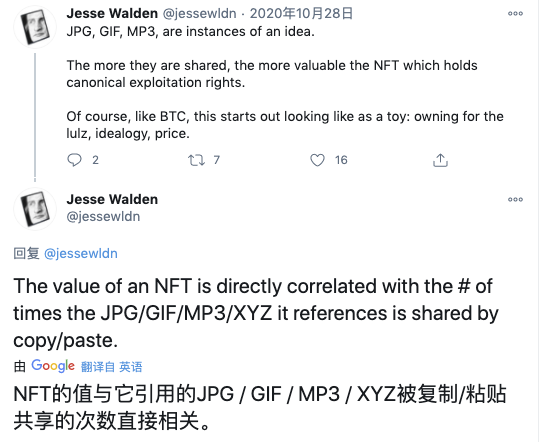 Jesse Walden @jessewldn · 2020年10月28日
JPG, GIF, MP3, are instances of an idea.
The more they are shared, the more valuable the NFT which holds
canonical exploitation rights.
Of course, like BTC, this starts out looking like as a toy: owning for the
lulz, idealogy, price.
2 7 16
Jesse Walden
@jessewldn
回复 @jessewldn
The value of an NFT is directly correlated with the # of
times the JPG/GIF/MP3/XYZ it references is shared by
copy/paste.
由 Google 翻译自 英语
NFT的值与它引用的JPG / GIF / MP3 / XYZ被复制/粘贴
共享的次数直接相关。